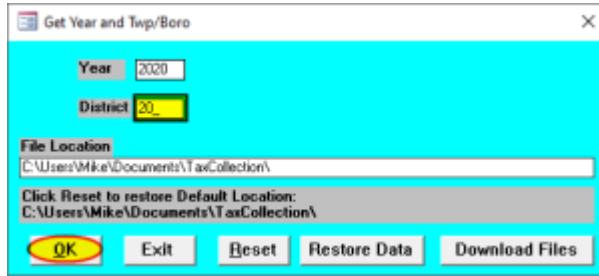 Get Year and Twp/Boro
Year 2020
District 20_
File Location
C:\Users\Mike\Documents\TaxCollection\
Click Reset to restore Default Location:
C:\Users\Mike\Documents\TaxCollection\
OK Exit Reset Restore Data Download Files